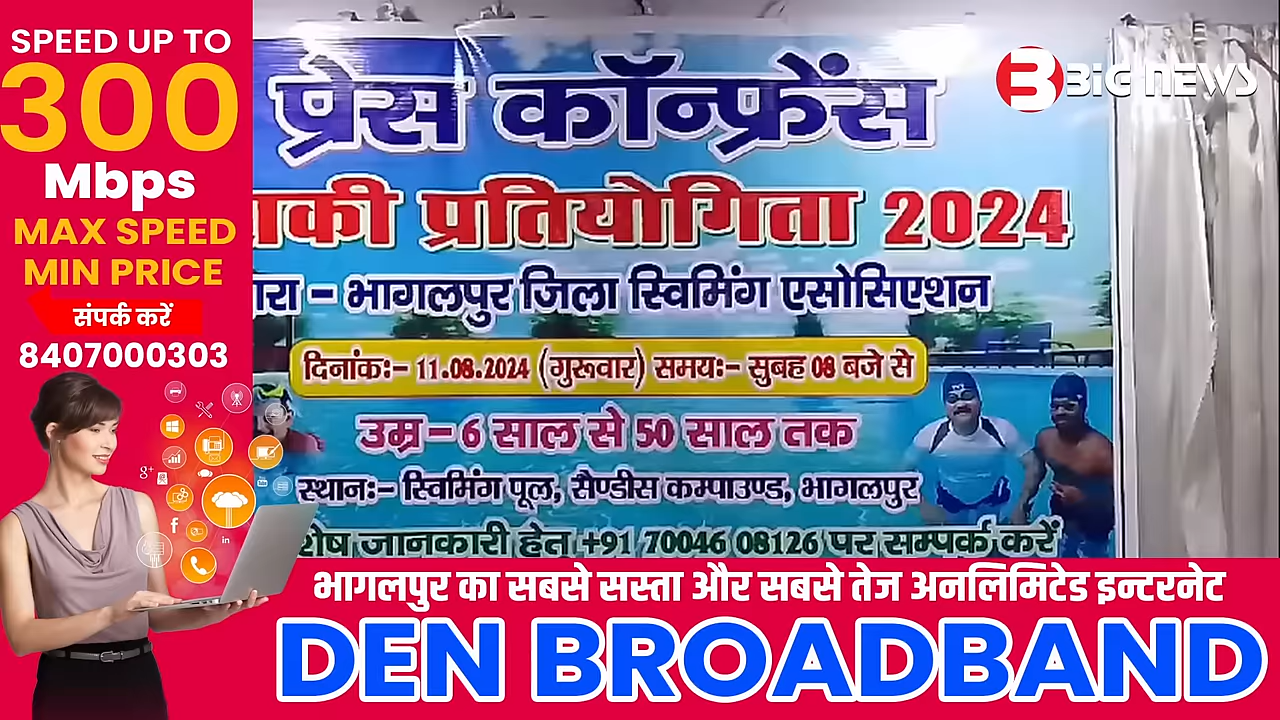 SPEED UP TO
300
Mbps
MAX SPEED
MIN PRICE
संपर्क करें
8407000303
3 BIG NEWS
प्रेस कॉन्फ्रेंस
प्रतियोगिता 2024
– भागलपुर जिला स्विमिंग एसोसिएशन
दिनांक:– 11.08.2024 (गुरूवार) समय:– सुबह 08 बजे से
उम्र – 6 साल से 50 साल तक
स्थान:– स्विमिंग पूल, सैण्डीस कम्पाउण्ड, भागलपुर
जानकारी हेतु +91 70046 08126 पर सम्पर्क करें
भागलपुर का सबसे सस्ता और सबसे तेज अनलिमिटेड इन्टरनेट
DEN BROADBAND